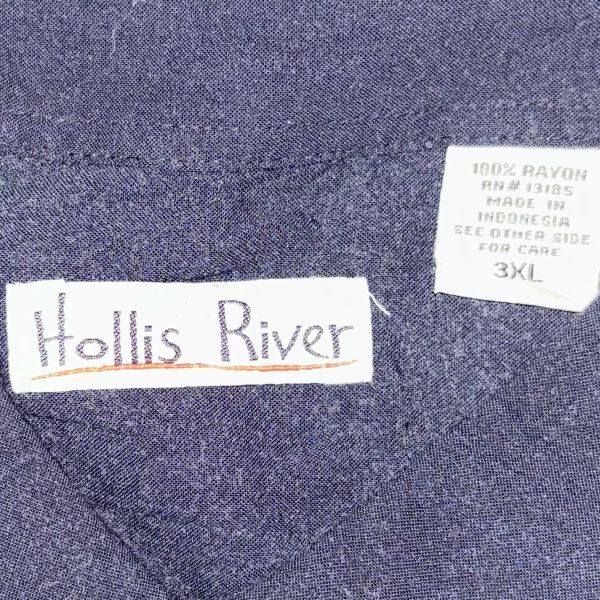 Hollis River
100% RAYON
RN# 13185
MADE IN
INDONESIA
SEE OTHER SIDE
FOR CARE
3XL